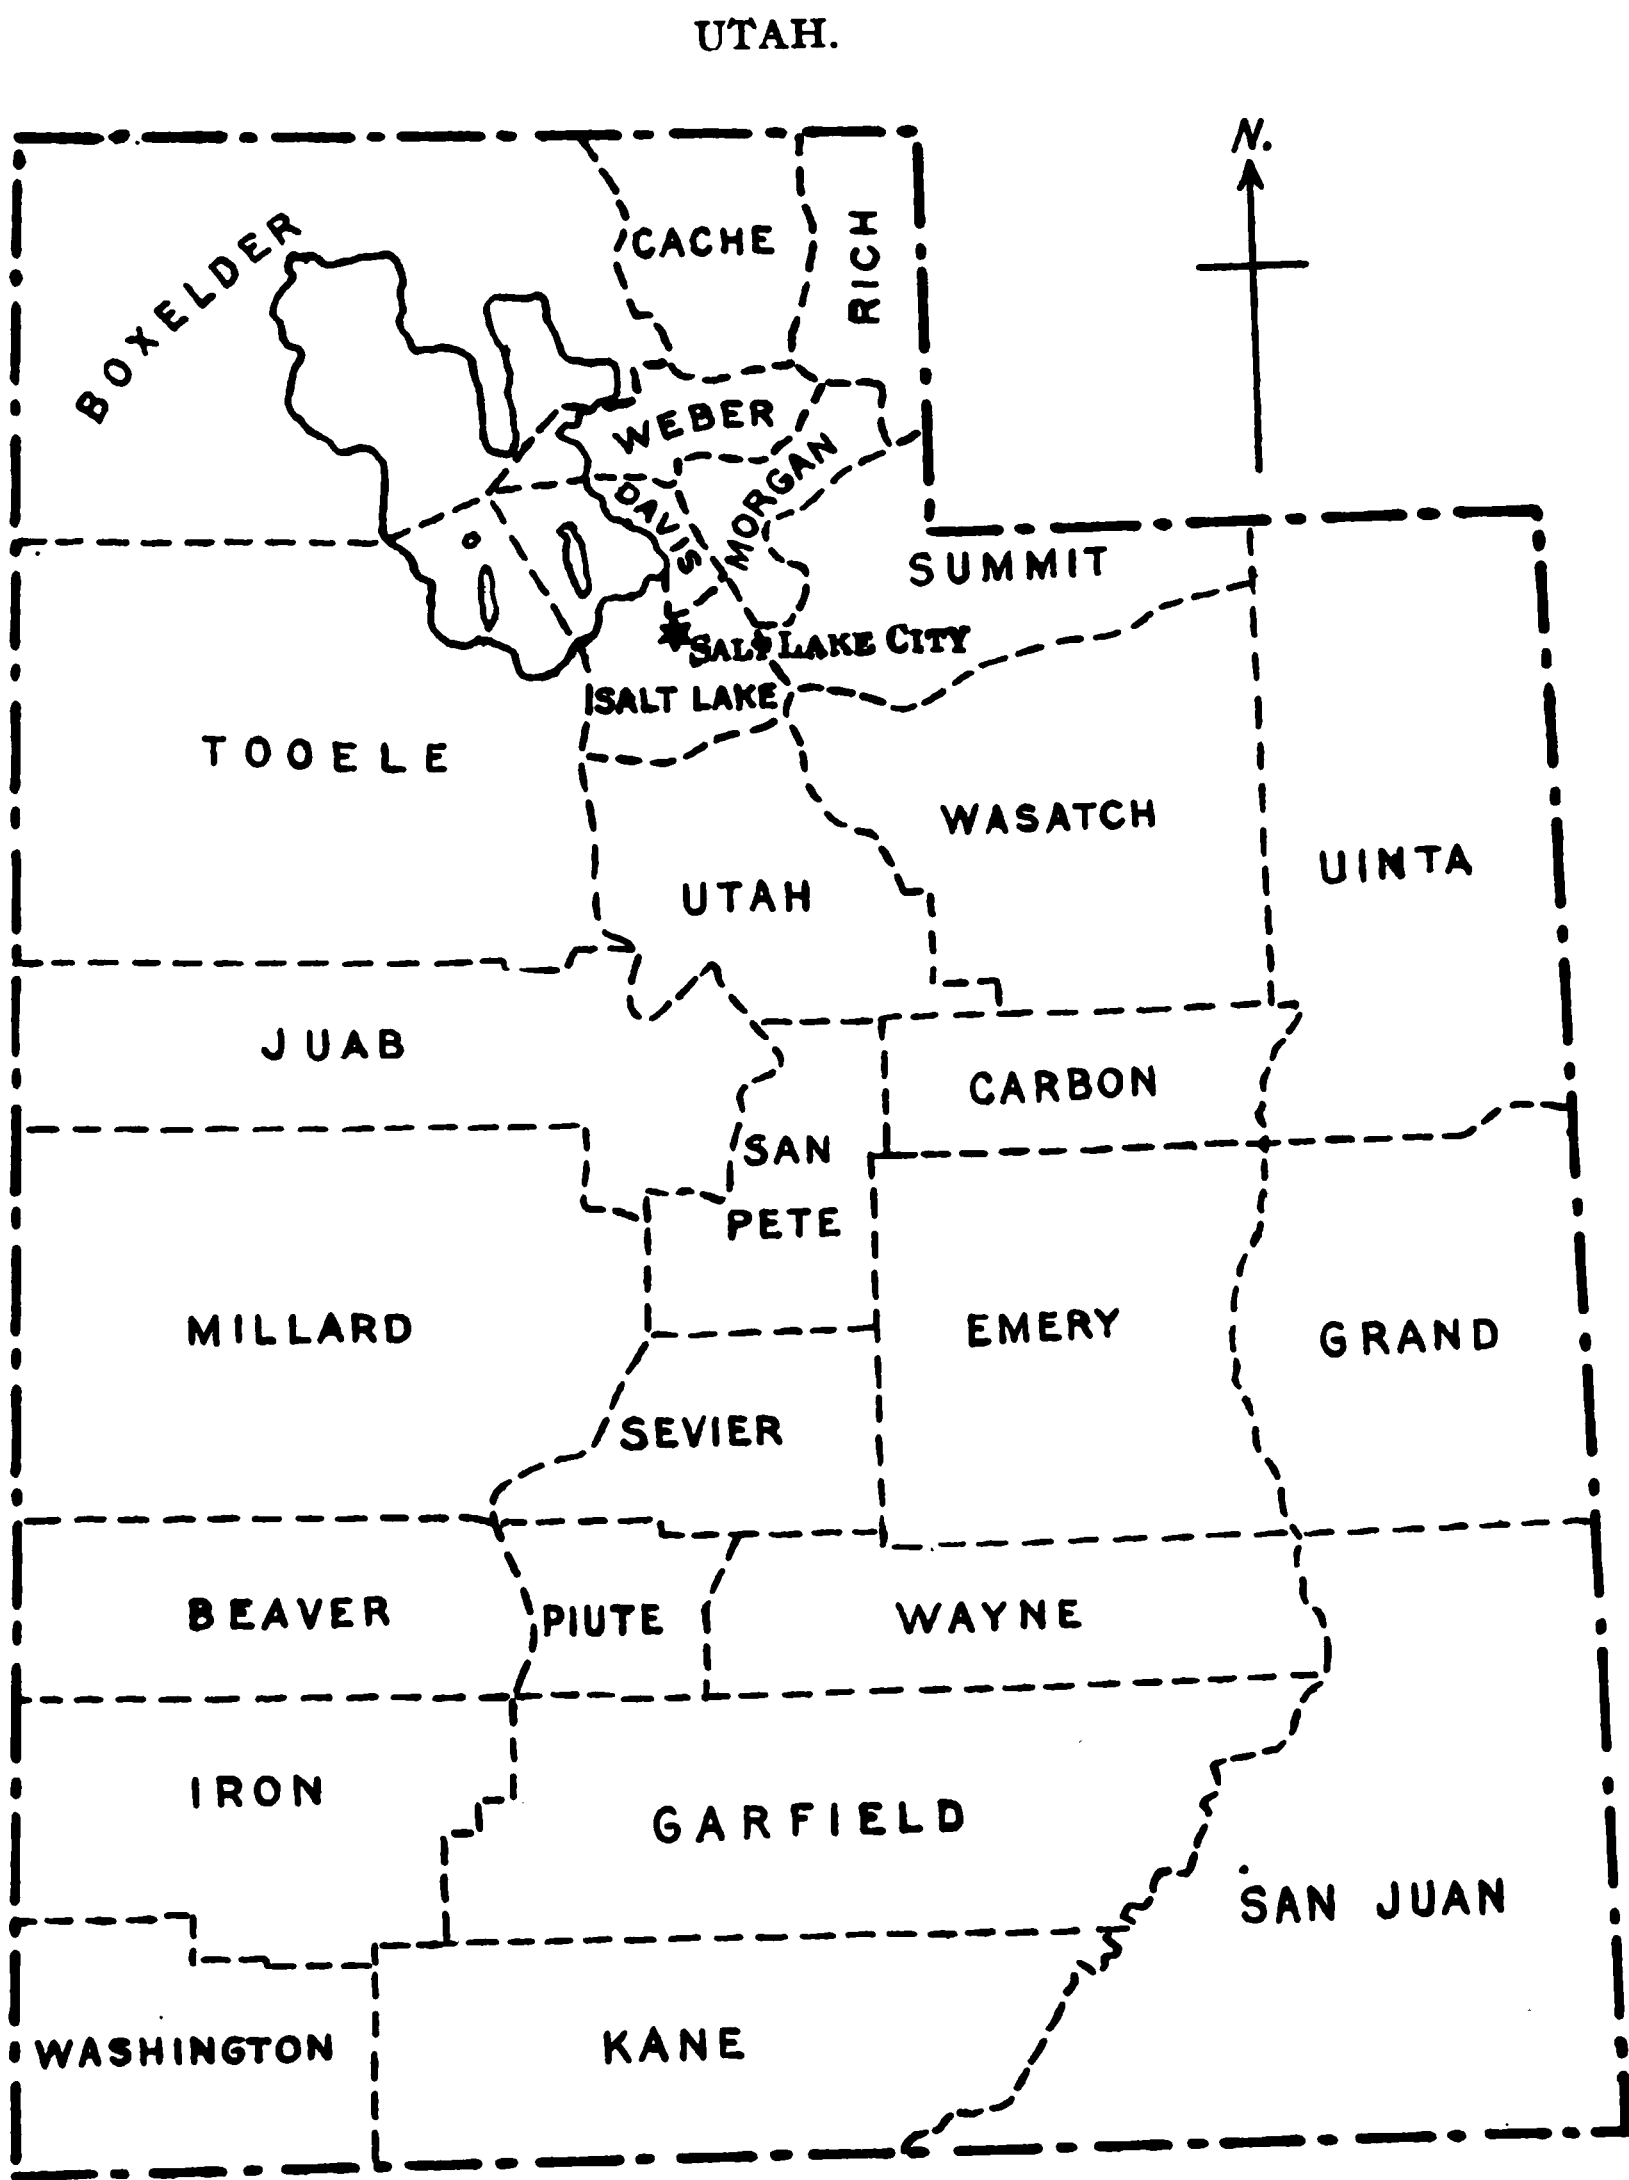 UTAH.
N.
BOXELDER
CACHE
RICH
WEBER
DAVIS
MORGAN
SUMMIT
SALT LAKE CITY
SALT LAKE
TOOELE
WASATCH
UINTA
UTAH
JUAB
CARBON
SAN
PETE
MILLARD
EMERY
GRAND
SEVIER
BEAVER
PIUTE
WAYNE
IRON
GARFIELD
SAN JUAN
WASHINGTON
KANE